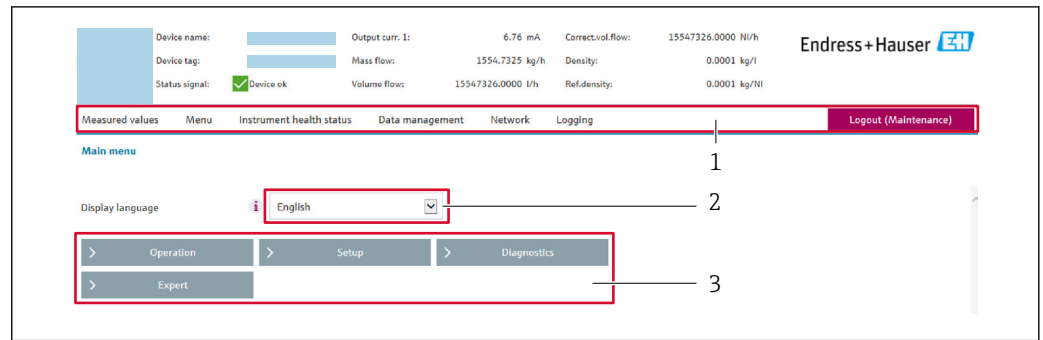 Device name: Output curr. 1: 6.76 mA Correct.vol.flow: 15547326.0000 Nl/h
Endress+Hauser EH
Device tag: Mass flow: 1554.7325 kg/h Density: 0.0001 kg/l
Status signal: Device ok Volume flow: 15547326.0000 l/h Ref.density: 0.0001 kg/Nl
Measured values Menu Instrument health status Data management Network Logging Logout (Maintenance)
1
Main menu
Display language i English 2
> Operation > Setup > Diagnostics
> Expert 3